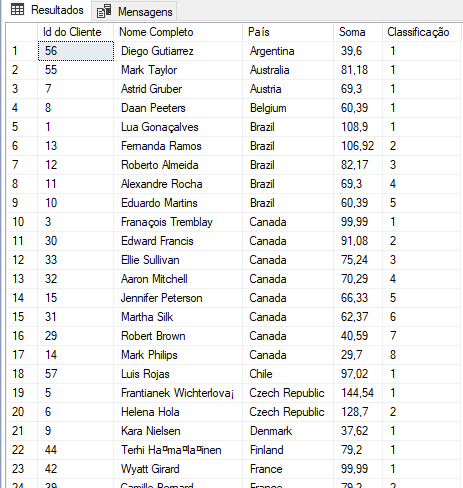 Resultados Mensagens
Id do Cliente Nome Completo País Soma Classificação
1 56 Diego Gutiarrez Argentina 39,6 1
2 55 Mark Taylor Australia 81,18 1
3 7 Astrid Gruber Austria 69,3 1
4 8 Daan Peeters Belgium 60,39 1
5 1 Lua Gonaçalves Brazil 108,9 1
6 13 Fernanda Ramos Brazil 106,92 2
7 12 Roberto Almeida Brazil 82,17 3
8 11 Alexandre Rocha Brazil 69,3 4
9 10 Eduardo Martins Brazil 60,39 5
10 3 Franaçois Tremblay Canada 99,99 1
11 30 Edward Francis Canada 91,08 2
12 33 Ellie Sullivan Canada 75,24 3
13 32 Aaron Mitchell Canada 70,29 4
14 15 Jennifer Peterson Canada 66,33 5
15 31 Martha Silk Canada 62,37 6
16 29 Robert Brown Canada 40,59 7
17 14 Mark Philips Canada 29,7 8
18 57 Luis Rojas Chile 97,02 1
19 5 Frantianek Wichterlova¡ Czech Republic 144,54 1
20 6 Helena Hola Czech Republic 128,7 2
21 9 Kara Nielsen Denmark 37,62 1
22 44 Terhi Ha¤ma¤la¤inen Finland 79,2 1
23 42 Wyatt Girard France 99,99 1
24 39 Camille Bernard France 79,2 2